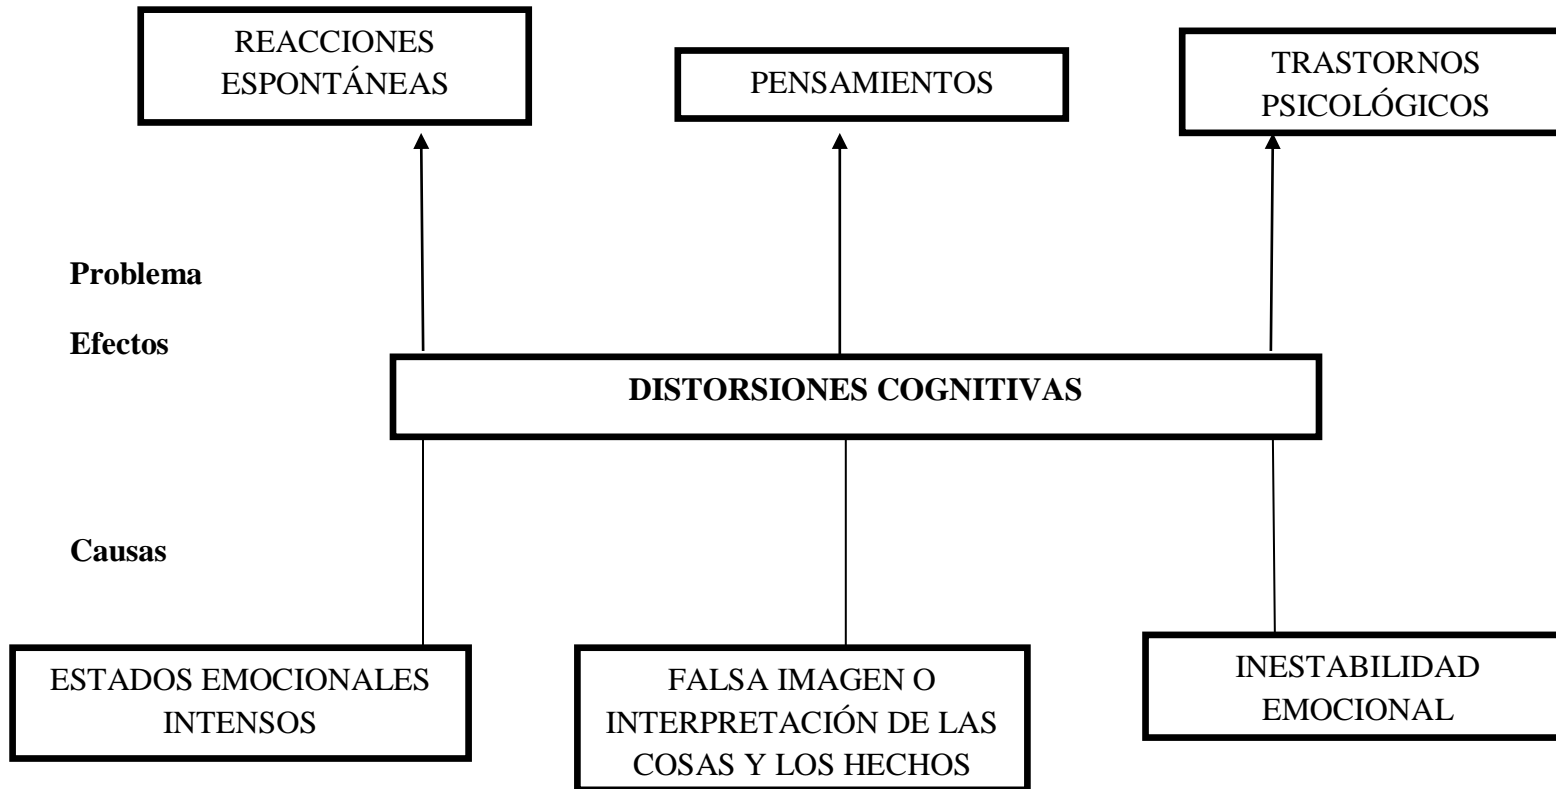 REACCIONES
ESPONTÁNEAS
PENSAMIENTOS
TRASTORNOS
PSICOLÓGICOS
Problema
Efectos
DISTORSIONES COGNITIVAS
Causas
ESTADOS EMOCIONALES
INTENSOS
FALSA IMAGEN O
INTERPRETACIÓN DE LAS
COSAS Y LOS HECHOS
INESTABILIDAD
EMOCIONAL